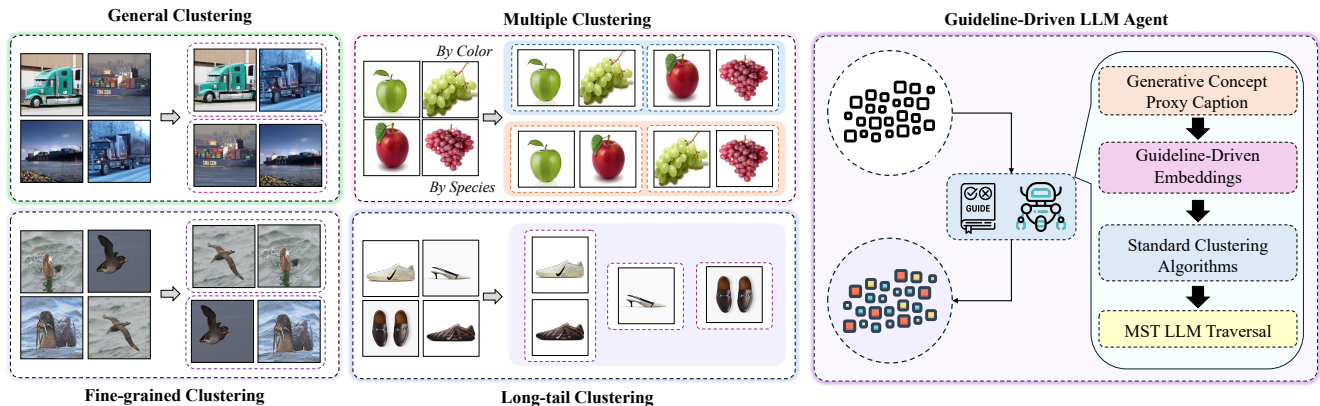 General Clustering
Multiple Clustering
Guideline-Driven LLM Agent
By Color
By Species
GUIDE
Generative Concept
Proxy Caption
Guideline-Driven
Embeddings
Standard Clustering
Algorithms
MST LLM Traversal
Fine-grained Clustering
Long-tail Clustering